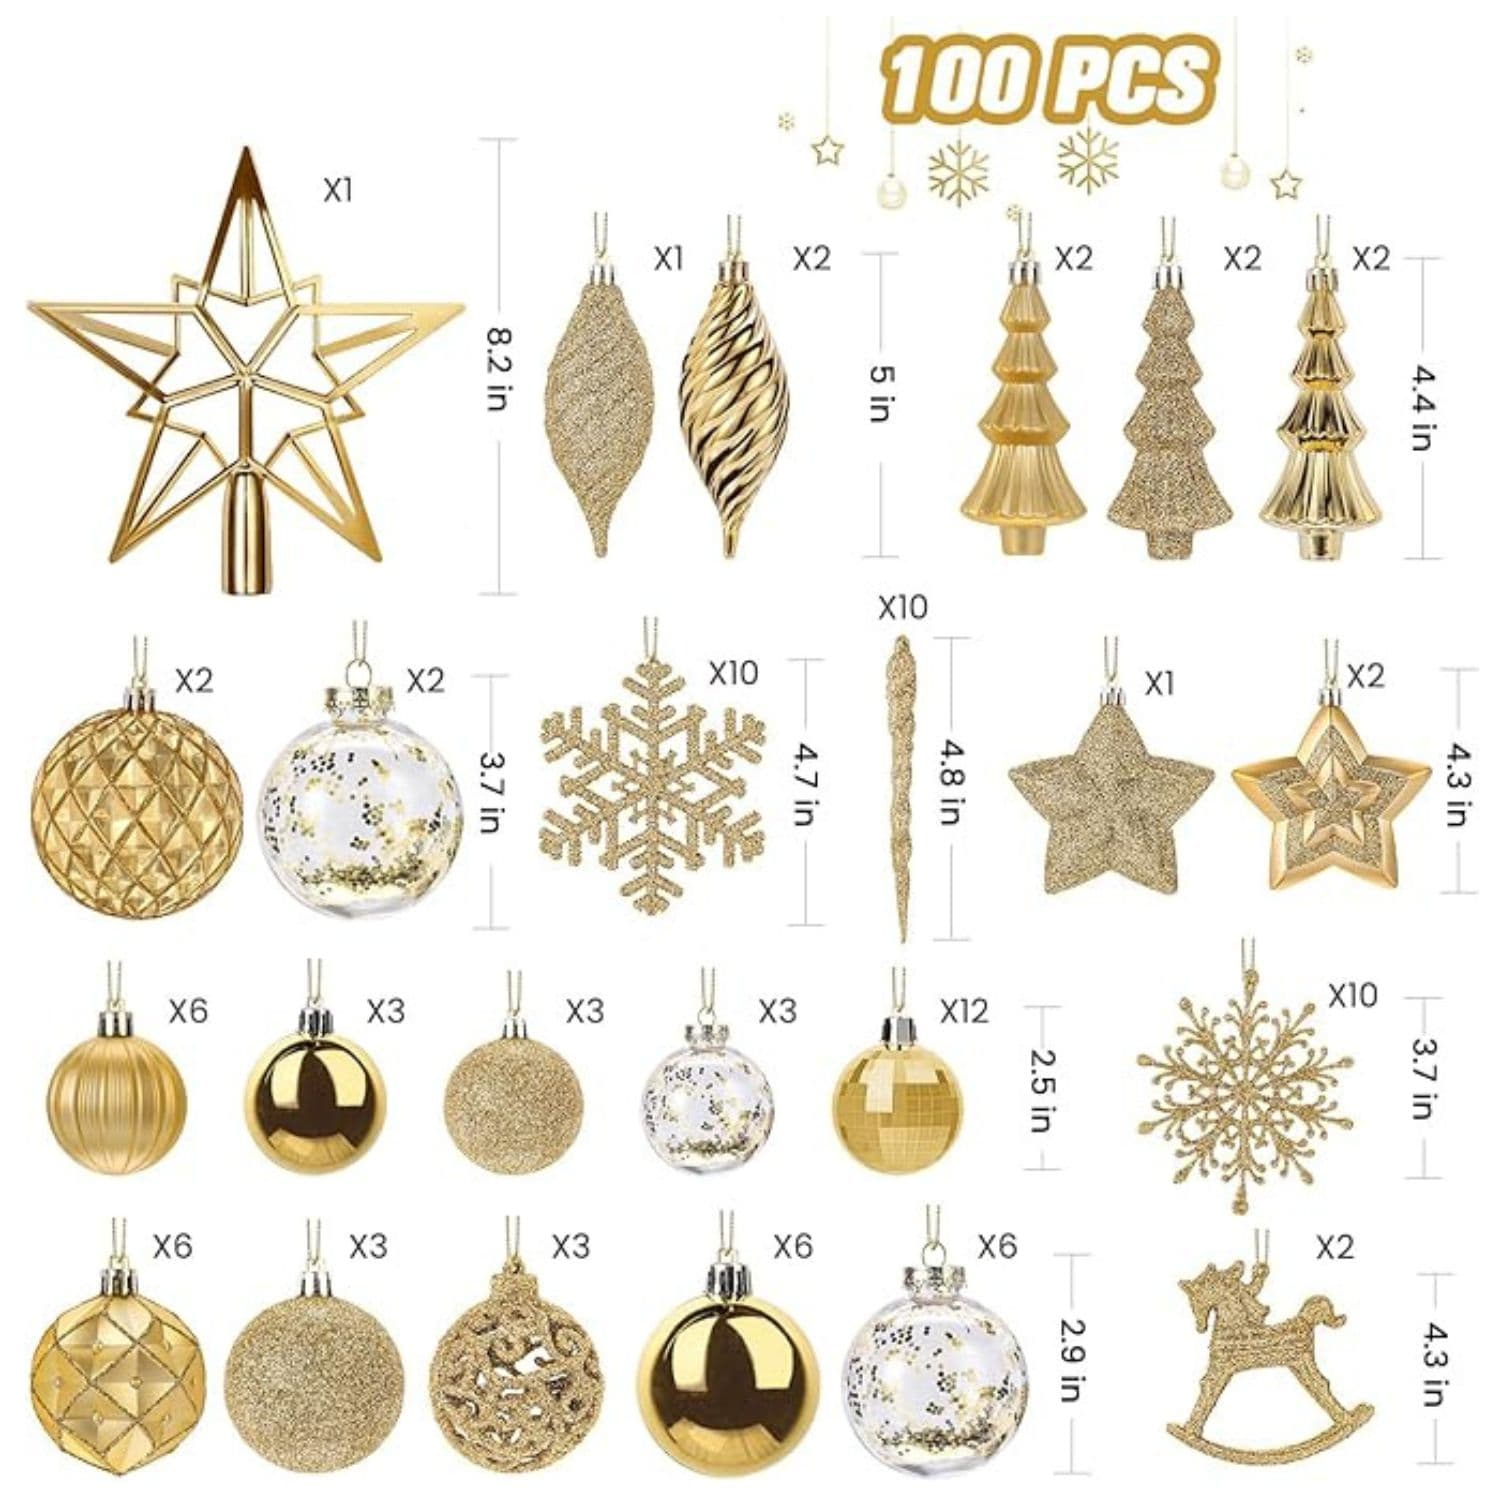 100 PCS
X1
8.2 in
X1
X2
5 in
X2
X2
X2
4.4 in
X2
X2
3.7 in
X10
4.7 in
X10
4.8 in
X1
X2
4.3 in
X6
X3
X3
X3
X12
2.5 in
X10
3.7 in
X6
X3
X3
X6
X6
2.9 in
X2
4.3 in